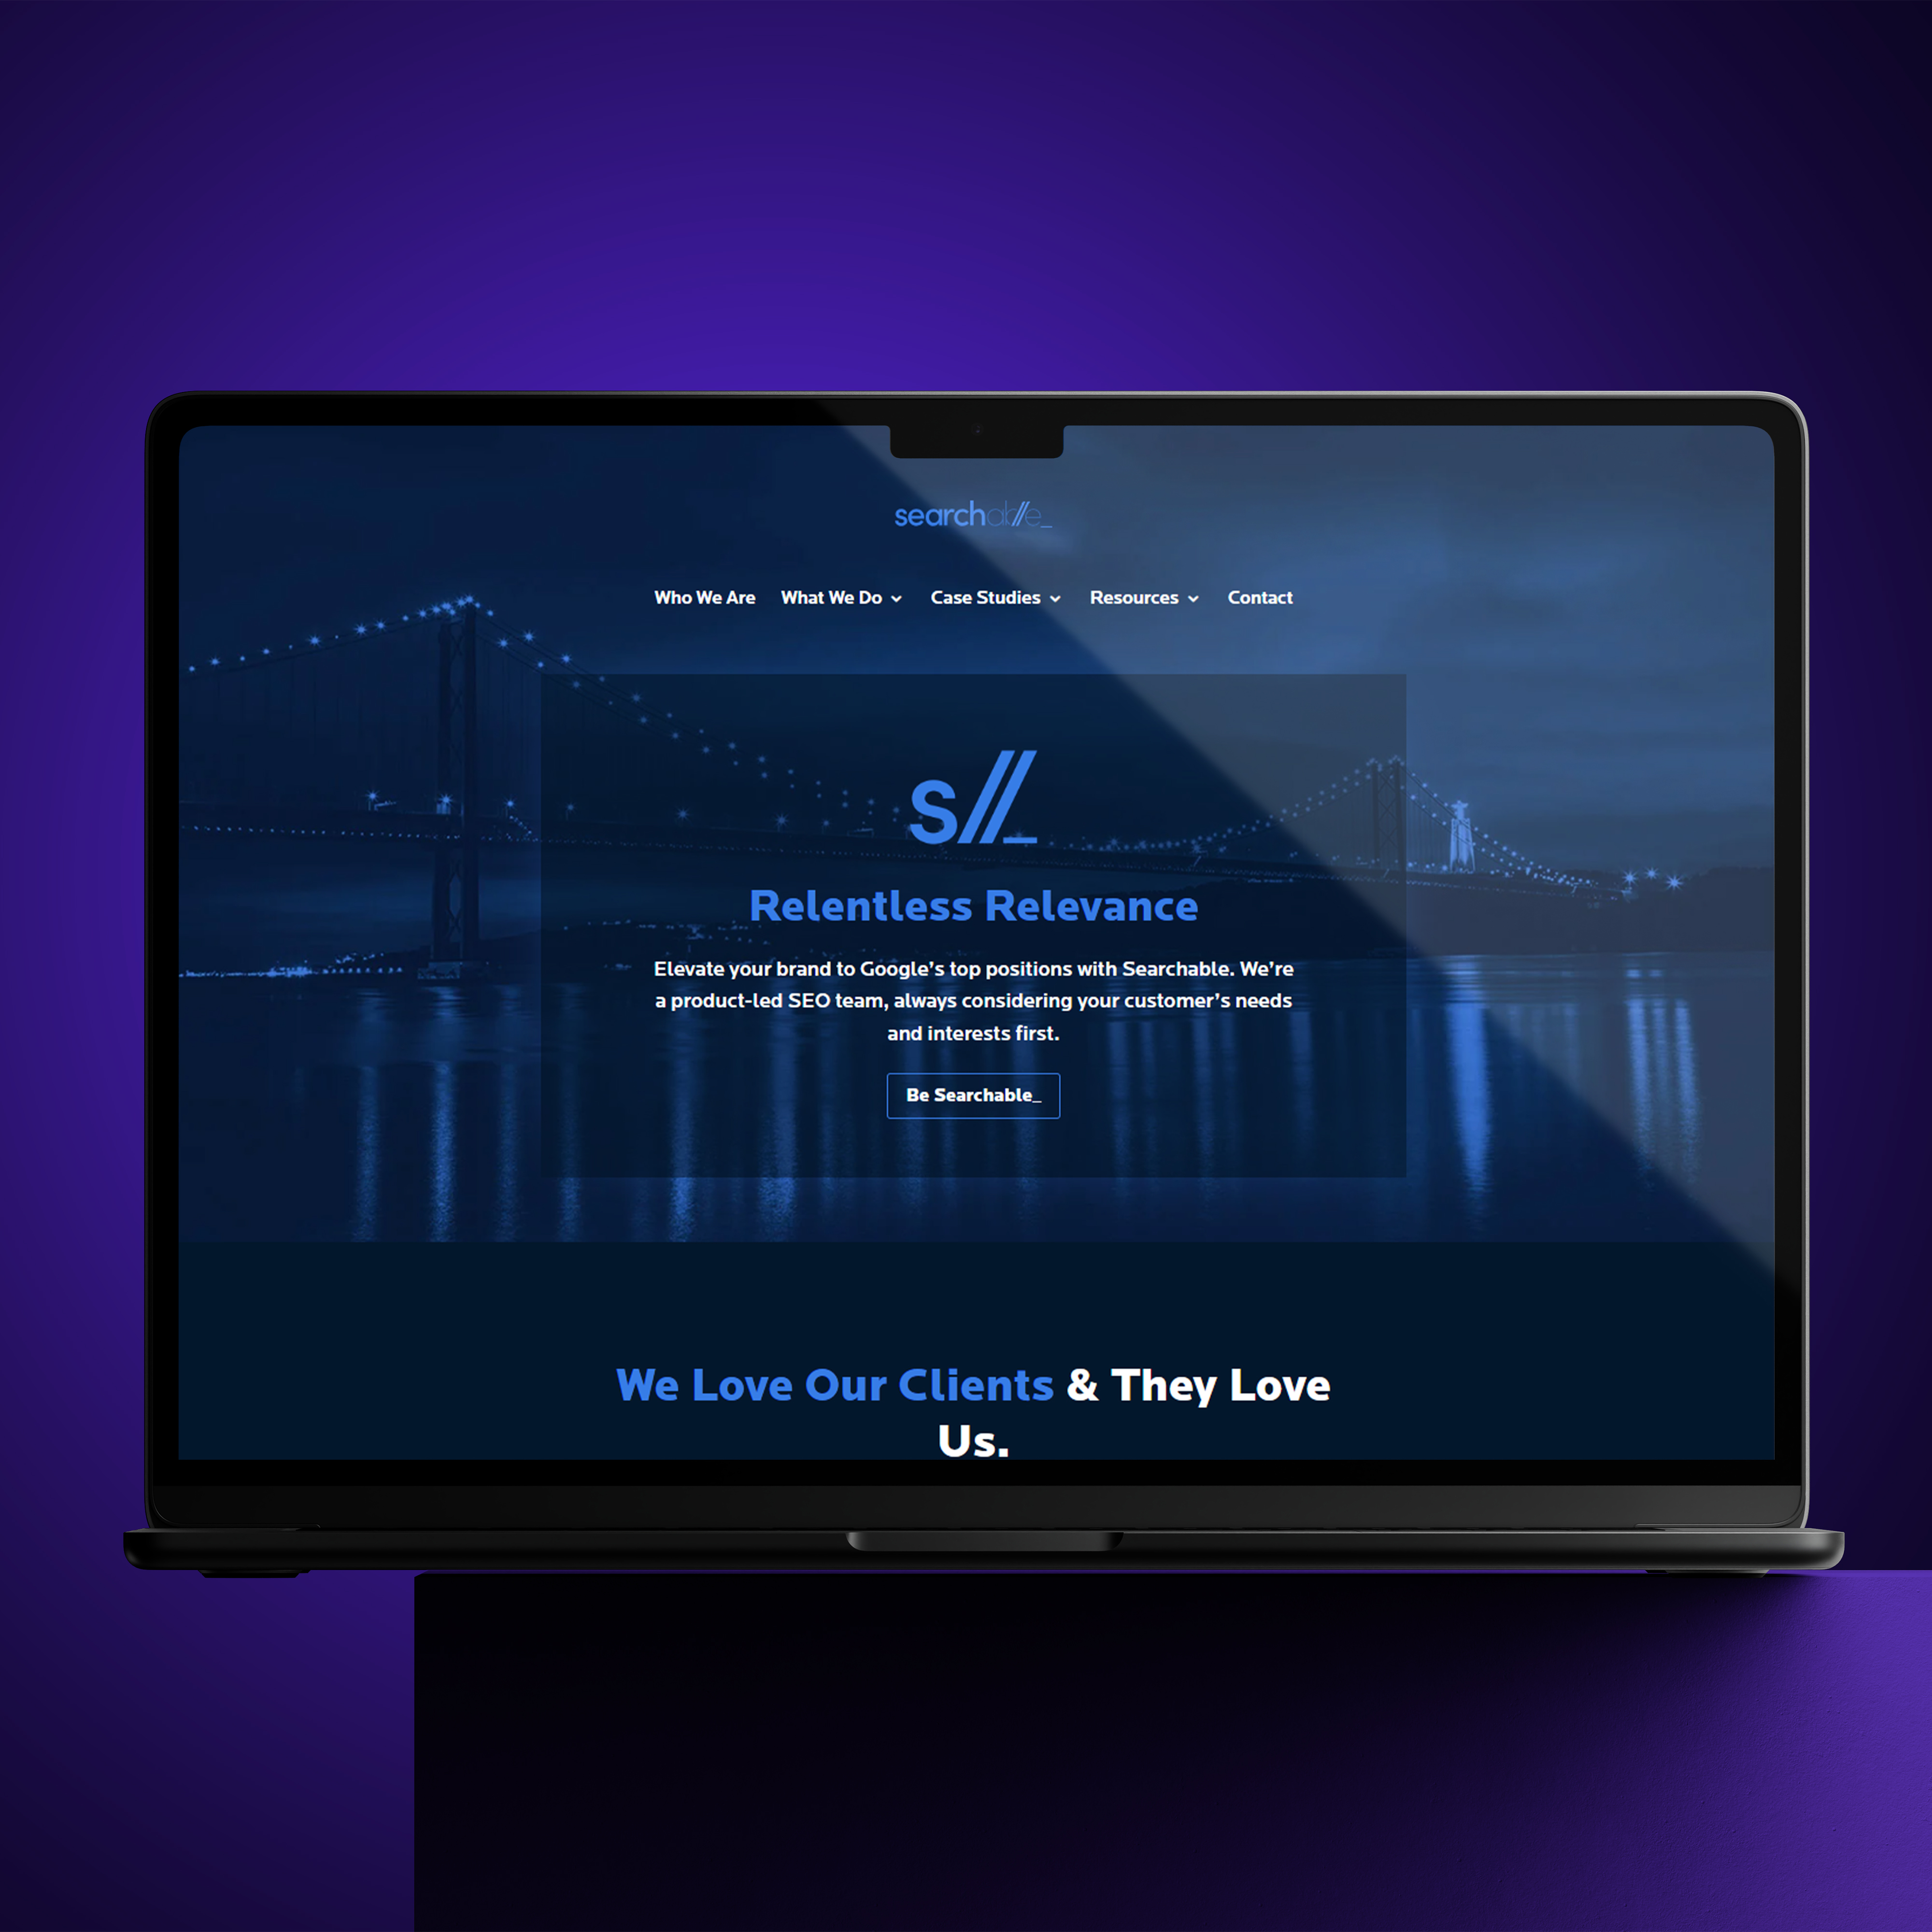 searchable_
Who We Are What We Do Case Studies Resources Contact
s//_
Relentless Relevance
Elevate your brand to Google's top positions with Searchable. We're
a product-led SEO team, always considering your customer's needs
and interests first.
Be Searchable_
We Love Our Clients & They Love
Us.